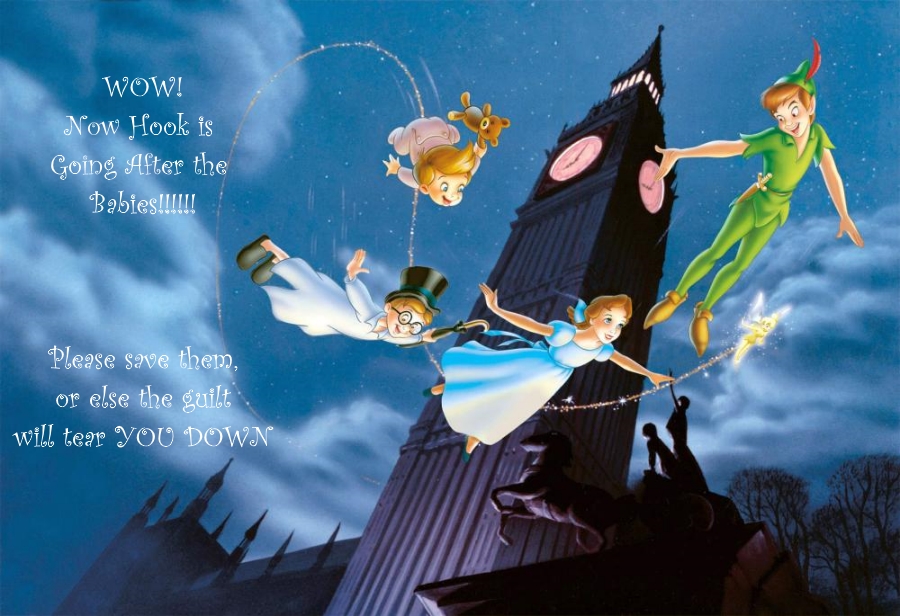 WOW!
Now Hook is
Going After the
Babies!!!!!!
Please save them,
or else the guilt
will tear YOU DOWN